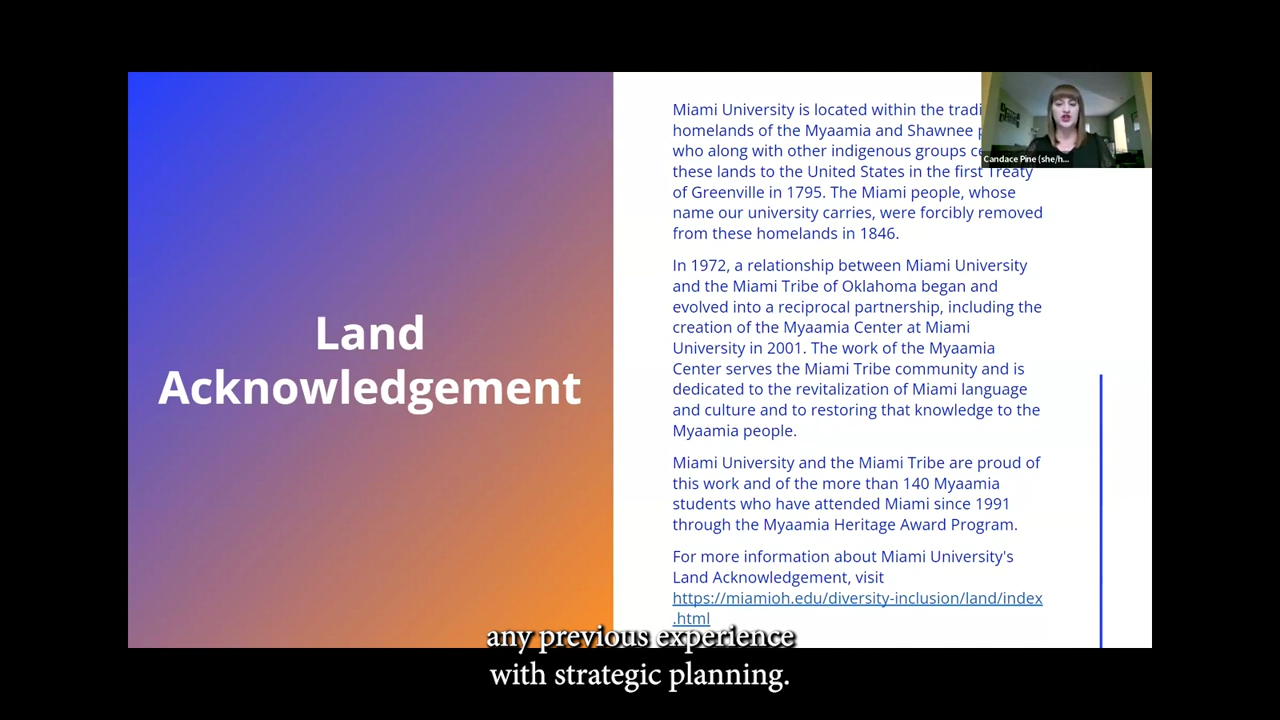 Land
Acknowledgement
Miami University is located within the
homelands of the Myaamia and Shawnee
who along with other indigenous groups
these lands to the United States in the first Treaty
of Greenville in 1795. The Miami people, whose
name our university carries, were forcibly removed
from these homelands in 1846.
In 1972, a relationship between Miami University
and the Miami Tribe of Oklahoma began and
evolved into a reciprocal partnership, including the
creation of the Myaamia Center at Miami
University in 2001. The work of the Myaamia
Center serves the Miami Tribe community and is
dedicated to the revitalization of Miami language
and culture and to restoring that knowledge to the
Myaamia people.
Miami University and the Miami Tribe are proud of
this work and of the more than 140 Myaamia
students who have attended Miami since 1991
through the Myaamia Heritage Award Program.
For more information about Miami University's
Land Acknowledgement, visit
https://miamioh.edu/diversity-inclusion/land/index
.html
Candace Pine (she/h...
any previous experience
with strategic planning.